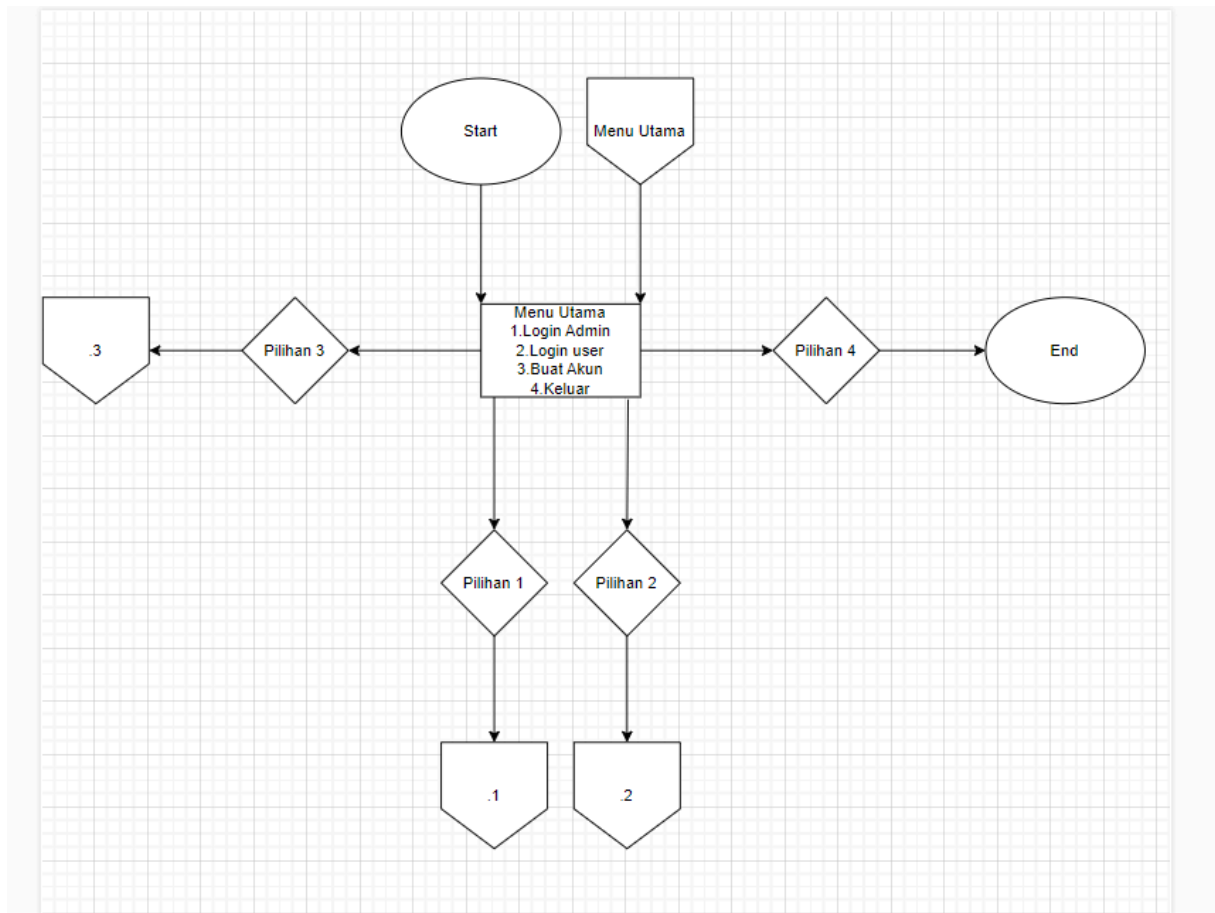 Start
Menu Utama
Menu Utama
1.Login Admin
2.Login user
3.Buat Akun
4.Keluar
.3
Pilihan 3
Pilihan 4
End
Pilihan 1
Pilihan 2
.1
.2